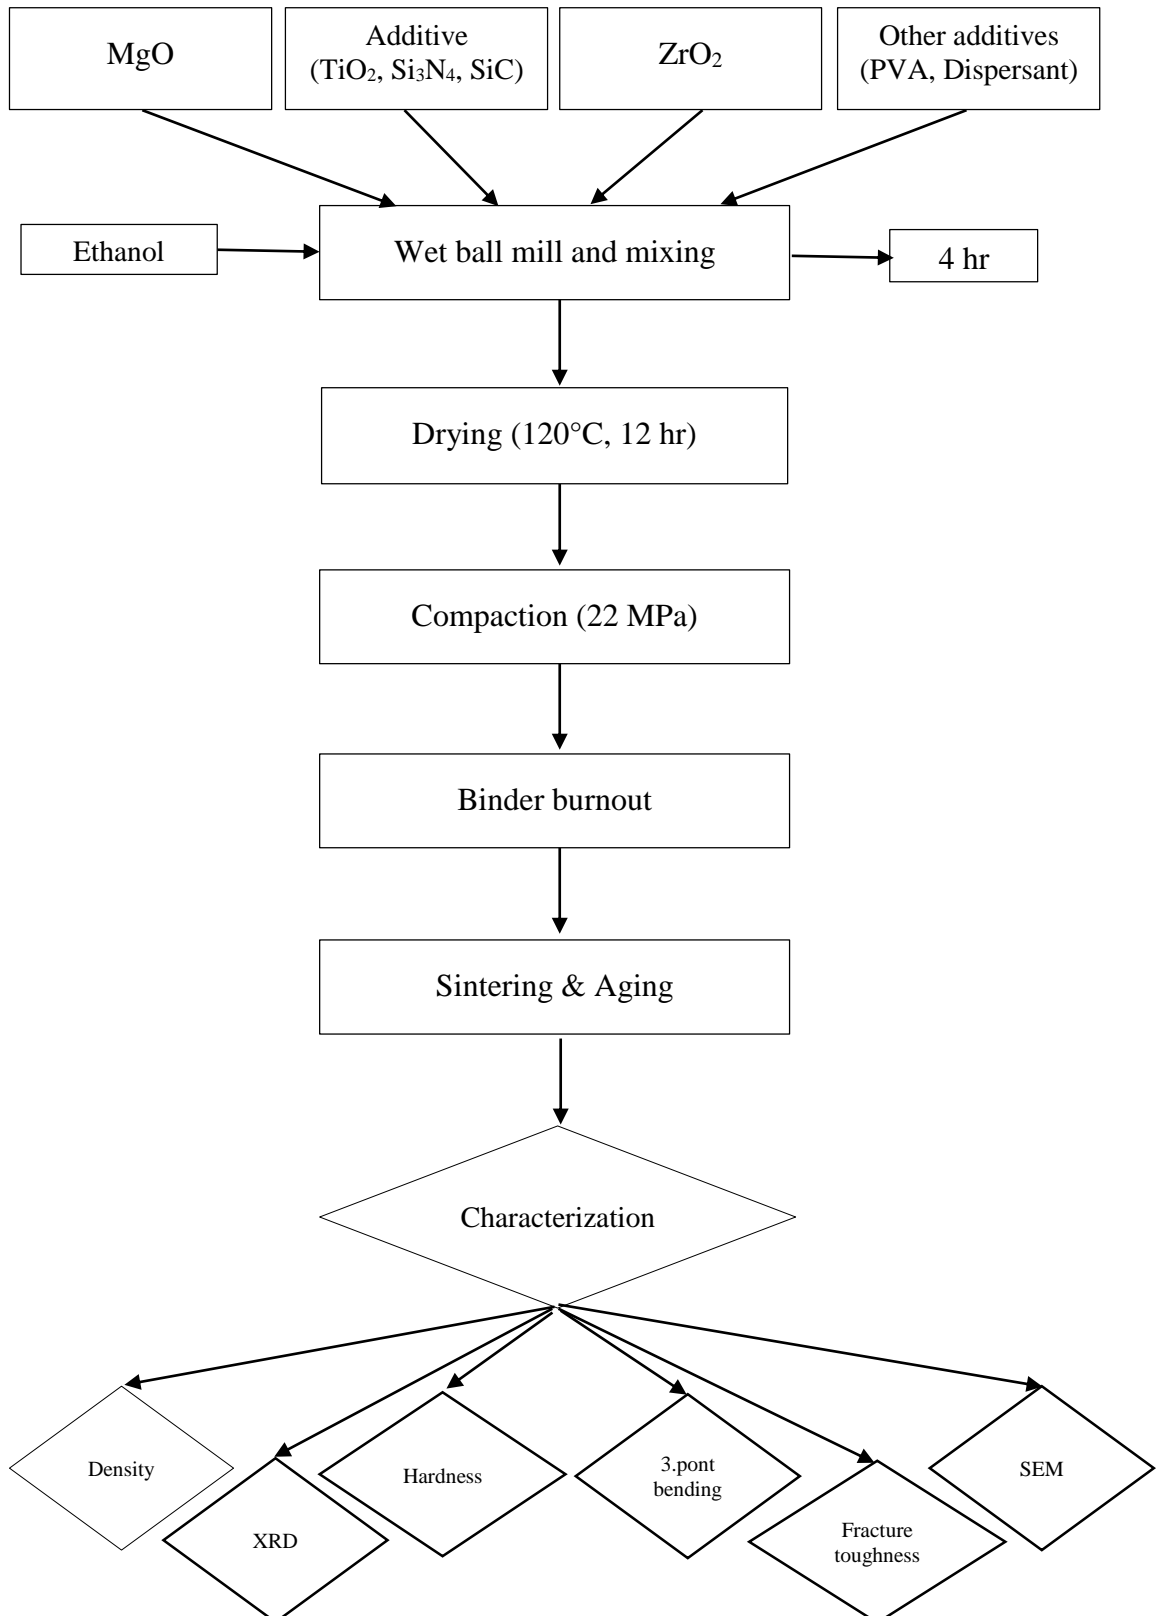 MgO
Additive
(TiO₂, Si₃N₄, SiC)
ZrO₂
Other additives
(PVA, Dispersant)
Ethanol
Wet ball mill and mixing
4 hr
Drying (120°C, 12 hr)
Compaction (22 MPa)
Binder burnout
Sintering & Aging
Characterization
Density
XRD
Hardness
3.pont
bending
Fracture
toughness
SEM